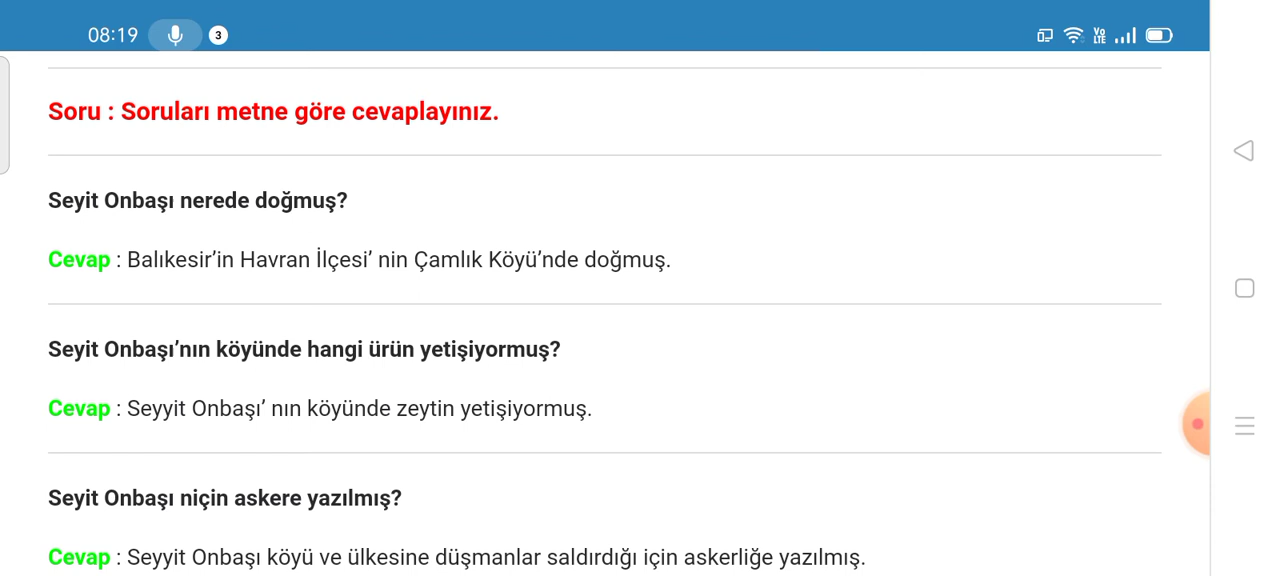 08:19
3
Vo
LTE
Soru : Soruları metne göre cevaplayınız.
Seyit Onbaşı nerede doğmuş?
Cevap : Balıkesir’in Havran İlçesi’ nin Çamlık Köyü’nde doğmuş.
Seyit Onbaşı’nın köyünde hangi ürün yetişiyormuş?
Cevap : Seyyit Onbaşı’ nın köyünde zeytin yetişiyormuş.
Seyit Onbaşı niçin askere yazılmış?
Cevap : Seyyit Onbaşı köyü ve ülkesine düşmanlar saldırdığı için askerliğe yazılmış.